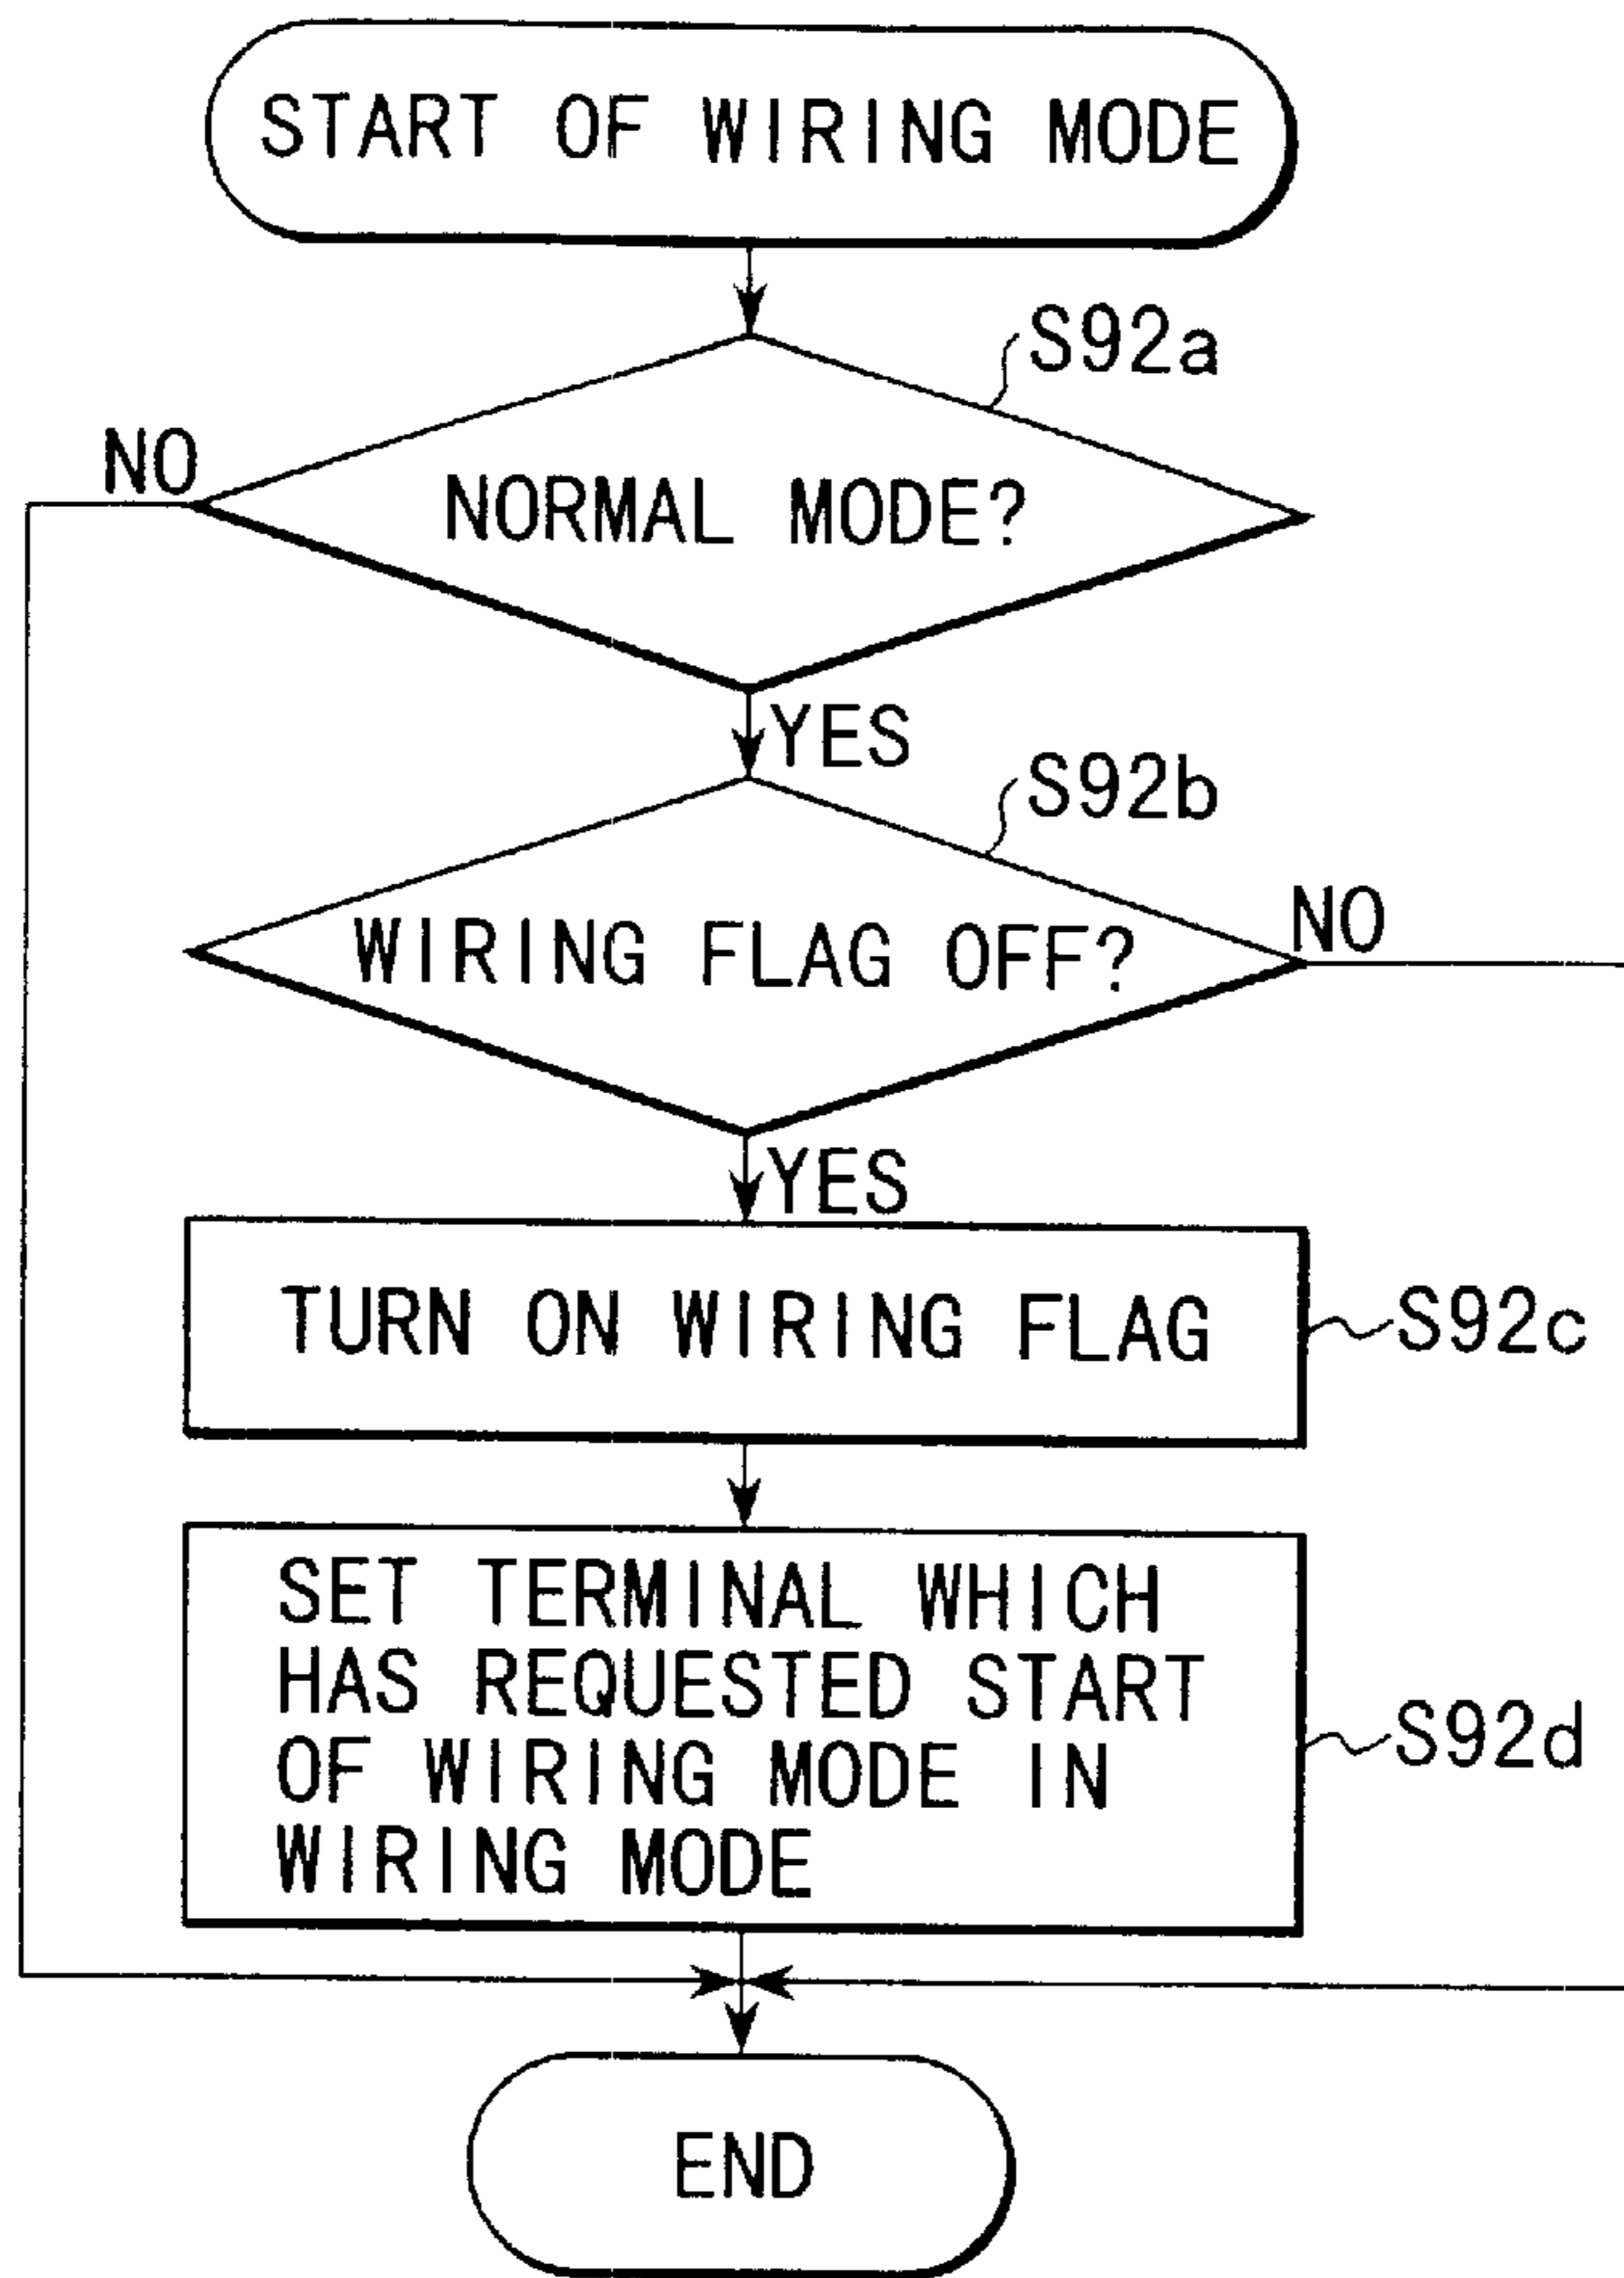 START OF WIRING MODE
S92a
NO
NORMAL MODE?
YES
S92b
NO
WIRING FLAG OFF?
YES
TURN ON WIRING FLAG
S92c
SET TERMINAL WHICH
HAS REQUESTED START
OF WIRING MODE IN
WIRING MODE
S92d
END